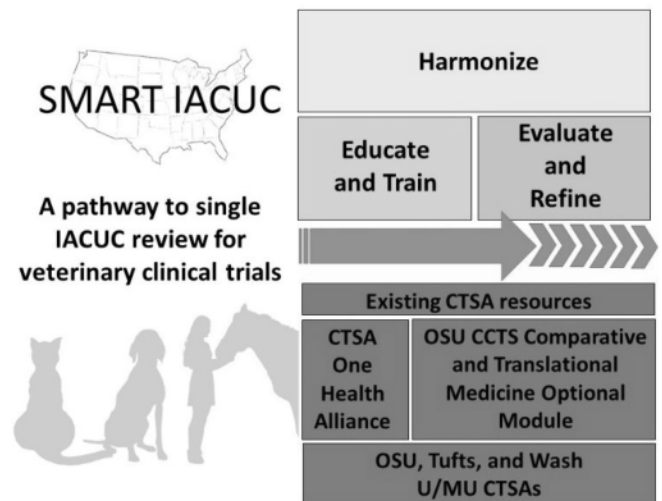 SMART IACUC
A pathway to single
IACUC review for
veterinary clinical trials
Harmonize
Educate
and Train
Evaluate
and
Refine
Existing CTSA resources
CTSA
One
Health
Alliance
OSU CCTS Comparative
and Translational
Medicine Optional
Module
OSU, Tufts, and Wash
U/MU CTSAs